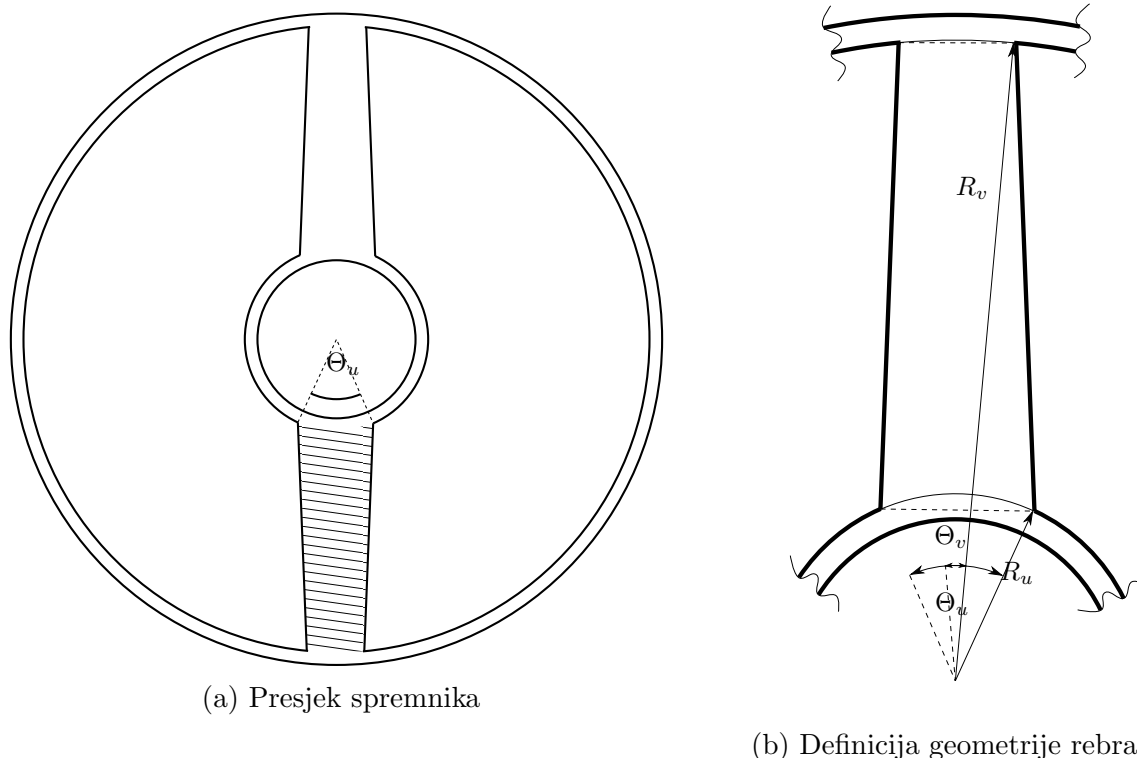 Θᵤ
(a) Presjek spremnika
Rᵥ
Θᵥ
Rᵤ
Θᵤ
(b) Definicija geometrije rebra